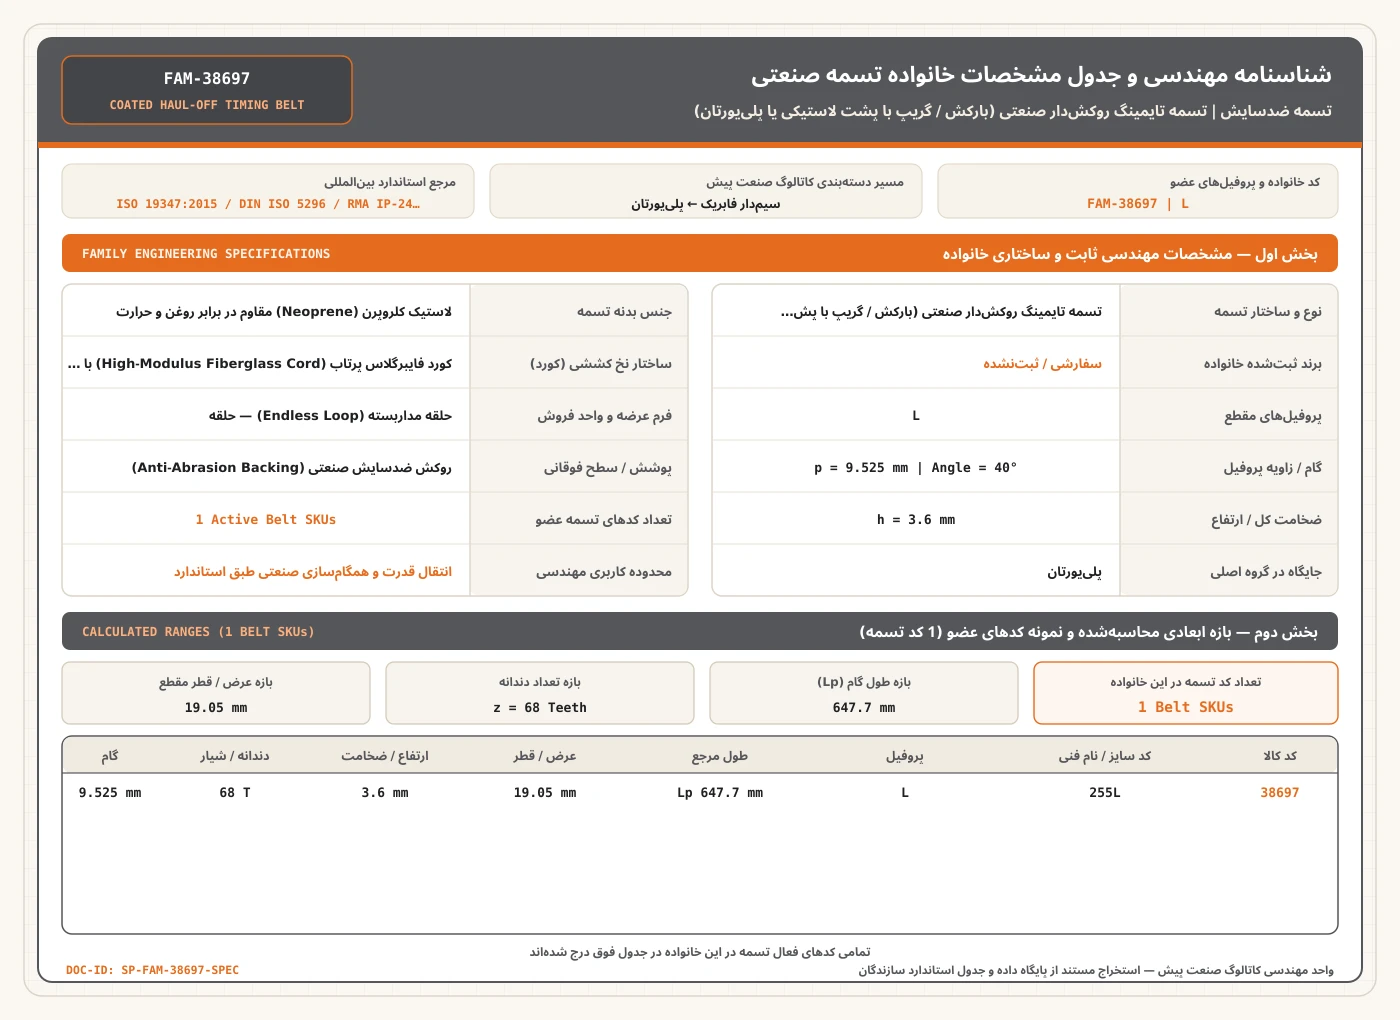 شناسنامه مهندسی و جدول مشخصات خانواده تسمه صنعتی
تسمه ضدسایش | تسمه تایمینگ روکش‌دار صنعتی (بارکش / گریپ با پشت لاستیکی یا پلی‌یورتان)
FAM-38697
COATED HAUL-OFF TIMING BELT
کد خانواده و پروفیل‌های عضو
FAM-38697 | L
مسیر دسته‌بندی کاتالوگ صنعت پیش
سیم‌دار فابریک ← پلی‌یورتان
مرجع استاندارد بین‌المللی
ISO 19347:2015 / DIN ISO 5296 / RMA IP-24…
بخش اول — مشخصات مهندسی ثابت و ساختاری خانواده
FAMILY ENGINEERING SPECIFICATIONS
نوع و ساختار تسمه
تسمه تایمینگ روکش‌دار صنعتی (بارکش / گریپ با پش...
برند ثبت‌شده خانواده
سفارشی / ثبت‌نشده
پروفیل‌های مقطع
L
گام / زاویه پروفیل
p = 9.525 mm | Angle = 40°
ضخامت کل / ارتفاع
h = 3.6 mm
جایگاه در گروه اصلی
پلی‌یورتان
جنس بدنه تسمه
لاستیک کلروپرن (Neoprene) مقاوم در برابر روغن و حرارت
ساختار نخ کششی (کورد)
کورد فایبرگلاس پرتاب (High-Modulus Fiberglass Cord) با ...
فرم عرضه و واحد فروش
حلقه مداربسته (Endless Loop) — حلقه
پوشش / سطح فوقانی
روکش ضدسایش صنعتی (Anti-Abrasion Backing)
تعداد کدهای تسمه عضو
1 Active Belt SKUs
محدوده کاربری مهندسی
انتقال قدرت و همگام‌سازی صنعتی طبق استاندارد
بخش دوم — بازه ابعادی محاسبه‌شده و نمونه کدهای عضو (1 کد تسمه)
CALCULATED RANGES (1 BELT SKUs)
تعداد کد تسمه در این خانواده
1 Belt SKUs
بازه طول گام (Lp)
647.7 mm
بازه تعداد دندانه
z = 68 Teeth
بازه عرض / قطر مقطع
19.05 mm
کد کالا کد سایز / نام فنی پروفیل طول مرجع عرض / قطر ارتفاع / ضخامت دندانه / شیار گام
38697 255L L Lp 647.7 mm 19.05 mm 3.6 mm 68 T 9.525 mm
تمامی کدهای فعال تسمه در این خانواده در جدول فوق درج شده‌اند
واحد مهندسی کاتالوگ صنعت پیش — استخراج مستند از پایگاه داده و جدول استاندارد سازندگان
DOC-ID: SP-FAM-38697-SPEC